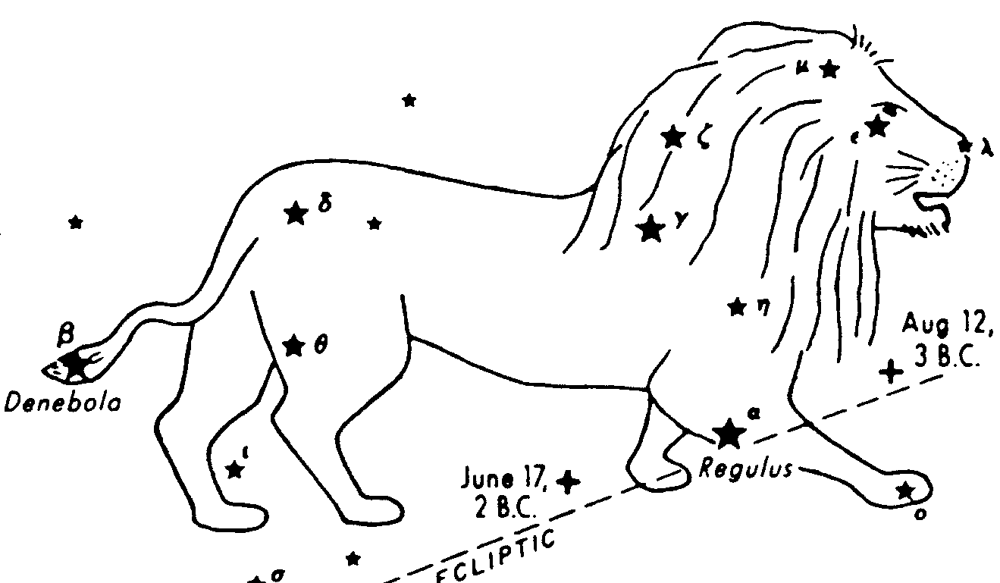 μ
ζ
ε
λ
δ
γ
β
η
Aug 12,
3 B.C.
θ
Denebola
α
ι
June 17,
2 B.C.
Regulus
ο
ECLIPTIC
σ